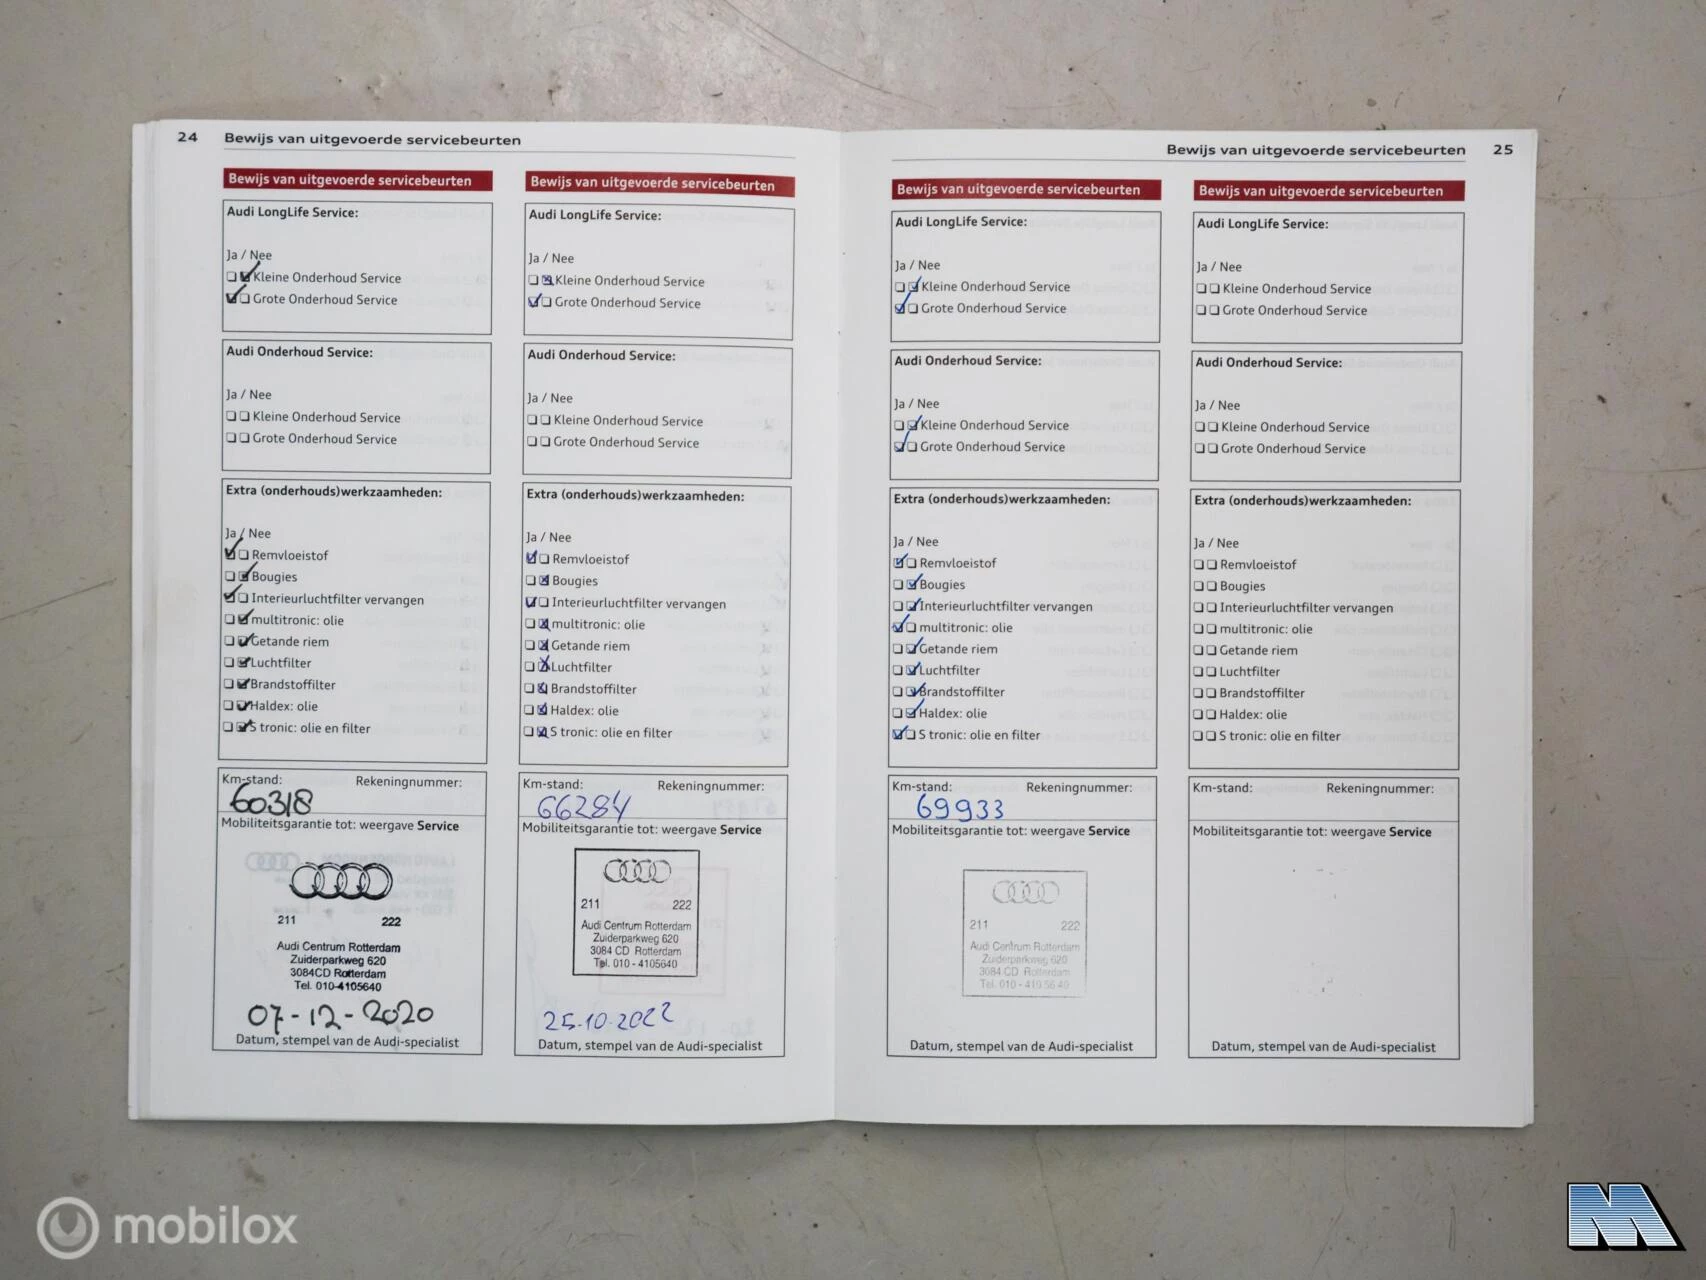 24 Bewijs van uitgevoerde servicebeurten
Bewijs van uitgevoerde servicebeurten
Audi LongLife Service:
Ja / Nee
Kleine Onderhoud Service
Grote Onderhoud Service
Audi Onderhoud Service:
Ja / Nee
Kleine Onderhoud Service
Grote Onderhoud Service
Extra (onderhouds)werkzaamheden:
Ja / Nee
Remvloeistof
Bougies
Interieurluchtfilter vervangen
multitronic: olie
Getande riem
Luchtfilter
Brandstoffilter
Haldex: olie
S tronic: olie en filter
Km-stand: Rekeningnummer:
60318
Mobiliteitsgarantie tot: weergave Service
211 222
Audi Centrum Rotterdam
Zuiderparkweg 620
3084CD Rotterdam
Tel. 010-4105640
07-12-2020
Datum, stempel van de Audi-specialist
Bewijs van uitgevoerde servicebeurten
Audi LongLife Service:
Ja / Nee
Kleine Onderhoud Service
Grote Onderhoud Service
Audi Onderhoud Service:
Ja / Nee
Kleine Onderhoud Service
Grote Onderhoud Service
Extra (onderhouds)werkzaamheden:
Ja / Nee
Remvloeistof
Bougies
Interieurluchtfilter vervangen
multitronic: olie
Getande riem
Luchtfilter
Brandstoffilter
Haldex: olie
S tronic: olie en filter
Km-stand: Rekeningnummer:
66284
Mobiliteitsgarantie tot: weergave Service
211 222
Audi Centrum Rotterdam
Zuiderparkweg 620
3084 CD Rotterdam
Tel. 010 - 4105640
25-10-2022
Datum, stempel van de Audi-specialist
Bewijs van uitgevoerde servicebeurten 25
Bewijs van uitgevoerde servicebeurten
Audi LongLife Service:
Ja / Nee
Kleine Onderhoud Service
Grote Onderhoud Service
Audi Onderhoud Service:
Ja / Nee
Kleine Onderhoud Service
Grote Onderhoud Service
Extra (onderhouds)werkzaamheden:
Ja / Nee
Remvloeistof
Bougies
Interieurluchtfilter vervangen
multitronic: olie
Getande riem
Luchtfilter
Brandstoffilter
Haldex: olie
S tronic: olie en filter
Km-stand: Rekeningnummer:
69933
Mobiliteitsgarantie tot: weergave Service
211 222
Audi Centrum Rotterdam
Zuiderparkweg 620
3084 CD Rotterdam
Tel. 010 -
Datum, stempel van de Audi-specialist
Bewijs van uitgevoerde servicebeurten
Audi LongLife Service:
Ja / Nee
Kleine Onderhoud Service
Grote Onderhoud Service
Audi Onderhoud Service:
Ja / Nee
Kleine Onderhoud Service
Grote Onderhoud Service
Extra (onderhouds)werkzaamheden:
Ja / Nee
Remvloeistof
Bougies
Interieurluchtfilter vervangen
multitronic: olie
Getande riem
Luchtfilter
Brandstoffilter
Haldex: olie
S tronic: olie en filter
Km-stand: Rekeningnummer:
Mobiliteitsgarantie tot: weergave Service
Datum, stempel van de Audi-specialist
mobilox
M